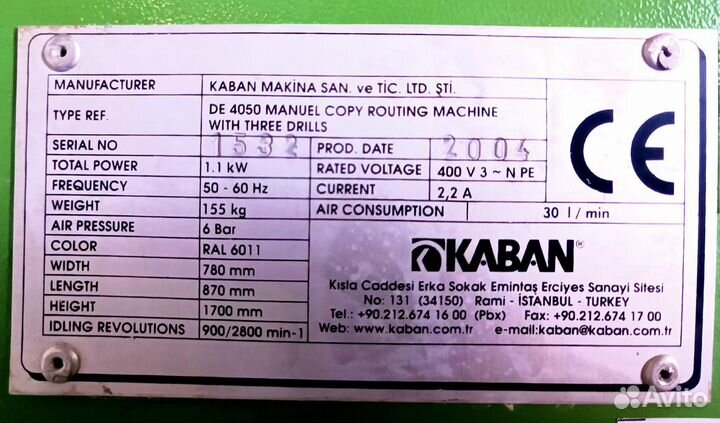 MANUFACTURER KABAN MAKİNA SAN. ve TİC. LTD. ŞTİ.
TYPE REF. DE 4050 MANUEL COPY ROUTING MACHINE
WITH THREE DRILLS
SERIAL NO 1532 PROD. DATE 2004
TOTAL POWER 1.1 kW RATED VOLTAGE 400 V 3 ~ N PE
FREQUENCY 50 - 60 Hz CURRENT 2,2 A
WEIGHT 155 kg AIR CONSUMPTION 30 l / min
AIR PRESSURE 6 Bar
COLOR RAL 6011
WIDTH 780 mm
LENGTH 870 mm
HEIGHT 1700 mm
IDLING REVOLUTIONS 900/2800 min-1
CE
KABAN®
Kışla Caddesi Erka Sokak Emintaş Erciyes Sanayi Sitesi
No: 131 (34150) Rami - İSTANBUL - TURKEY
Tel.: +90.212.674 16 00 (Pbx) Fax: +90.212.674 17 00
Web: www.kaban.com.tr e-mail:kaban@kaban.com.tr
Avito